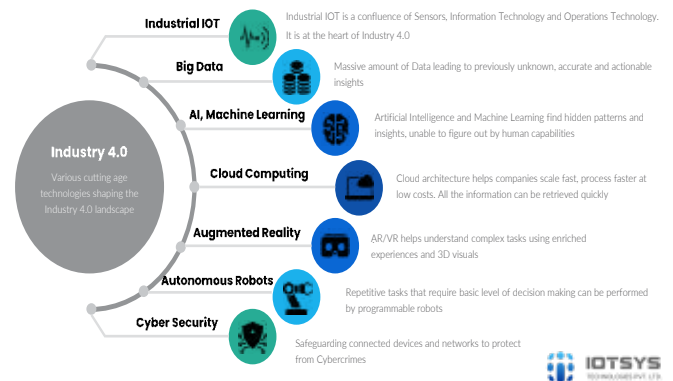 Industrial IOT
Industrial IOT is a confluence of Sensors, Information Technology and Operations Technology.
It is at the heart of Industry 4.0
Big Data
Massive amount of Data leading to previously unknown, accurate and actionable
insights
AI, Machine Learning
Artificial Intelligence and Machine Learning find hidden patterns and
insights, unable to figure out by human capabilities
Industry 4.0
Various cutting age
technologies shaping the
Industry 4.0 landscape
Cloud Computing
Cloud architecture helps companies scale fast, process faster at
low costs. All the information can be retrieved quickly
Augmented Reality
AR/VR helps understand complex tasks using enriched
experiences and 3D visuals
Autonomous Robots
Repetitive tasks that require basic level of decision making can be performed
by programmable robots
Cyber Security
Safeguarding connected devices and networks to protect
from Cybercrimes
IOTSYS
TECHNOLOGIES PVT. LTD.